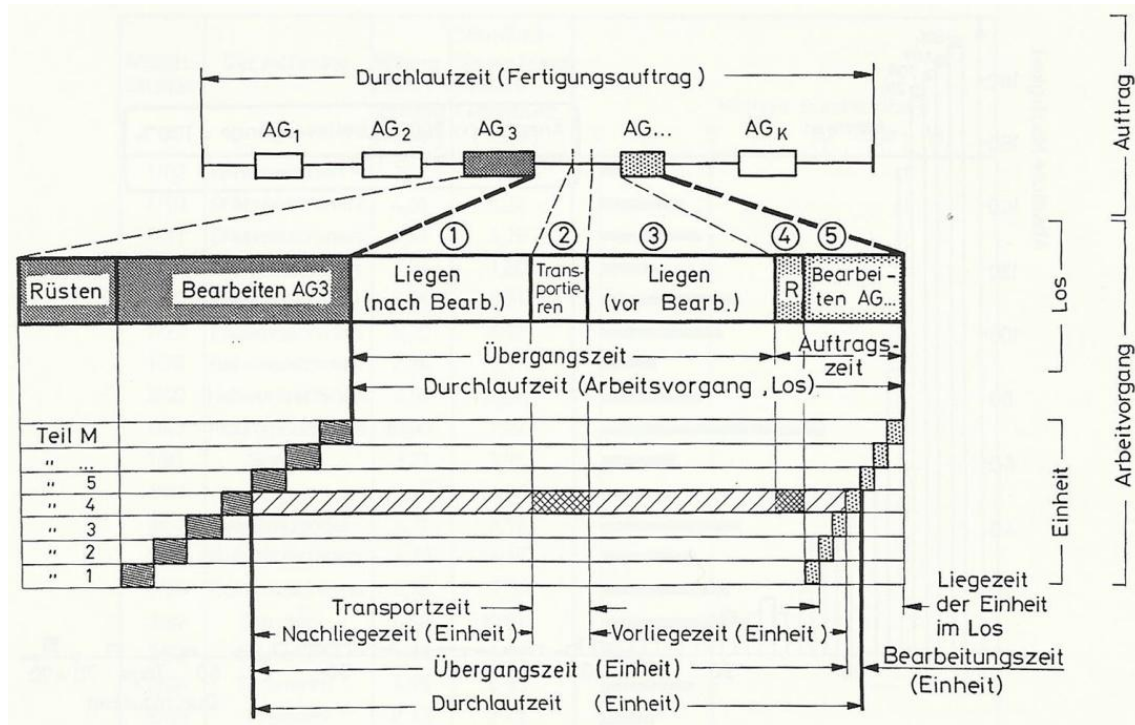 Durchlaufzeit (Fertigungsauftrag)
AG1 AG2 AG3 AG... AGK
Auftrag
① ② ③ ④ ⑤
Rüsten
Bearbeiten AG3
Liegen
(nach Bearb.)
Trans-
portie-
ren
Liegen
(vor Bearb.)
R
Bearbei-
ten AG...
Los
Übergangszeit
Auftrags-
zeit
Durchlaufzeit (Arbeitsvorgang, Los)
Arbeitvorgang
Teil M
" ...
" 5
" 4
" 3
" 2
" 1
Einheit
Transportzeit
Liegezeit
der Einheit
im Los
Nachliegezeit (Einheit)
Vorliegezeit (Einheit)
Übergangszeit (Einheit)
Bearbeitungszeit
(Einheit)
Durchlaufzeit (Einheit)